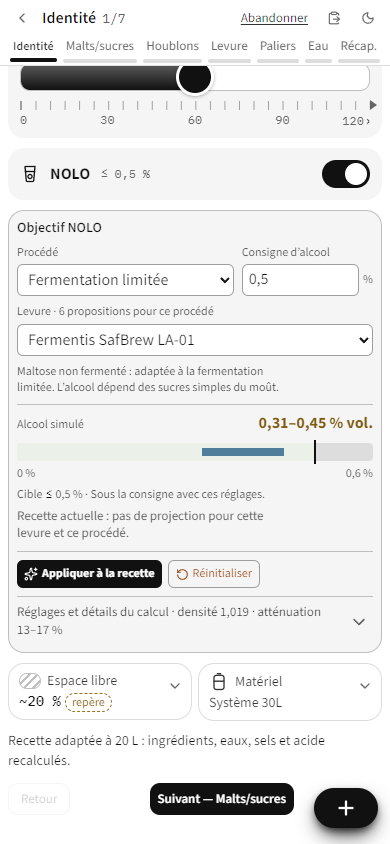 Identité 1/7
Abandonner
Identité Malts/sucres Houblons Levure Paliers Eau Récap.
0 30 60 90 120›
NOLO ≤ 0,5 %
Objectif NOLO
Procédé Consigne d’alcool
Fermentation limitée 0,5 %
Levure · 6 propositions pour ce procédé
Fermentis SafBrew LA-01
Maltose non fermenté : adaptée à la fermentation
limitée. L’alcool dépend des sucres simples du moût.
Alcool simulé 0,31–0,45 % vol.
0 % 0,6 %
Cible ≤ 0,5 % · Sous la consigne avec ces réglages.
Recette actuelle : pas de projection pour cette
levure et ce procédé.
Appliquer à la recette Réinitialiser
Réglages et détails du calcul · densité 1,019 · atténuation
13–17 %
Espace libre
~20 % repère
Matériel
Système 30L
Recette adaptée à 20 L : ingrédients, eaux, sels et acide
recalculés.
Retour Suivant — Malts/sucres +